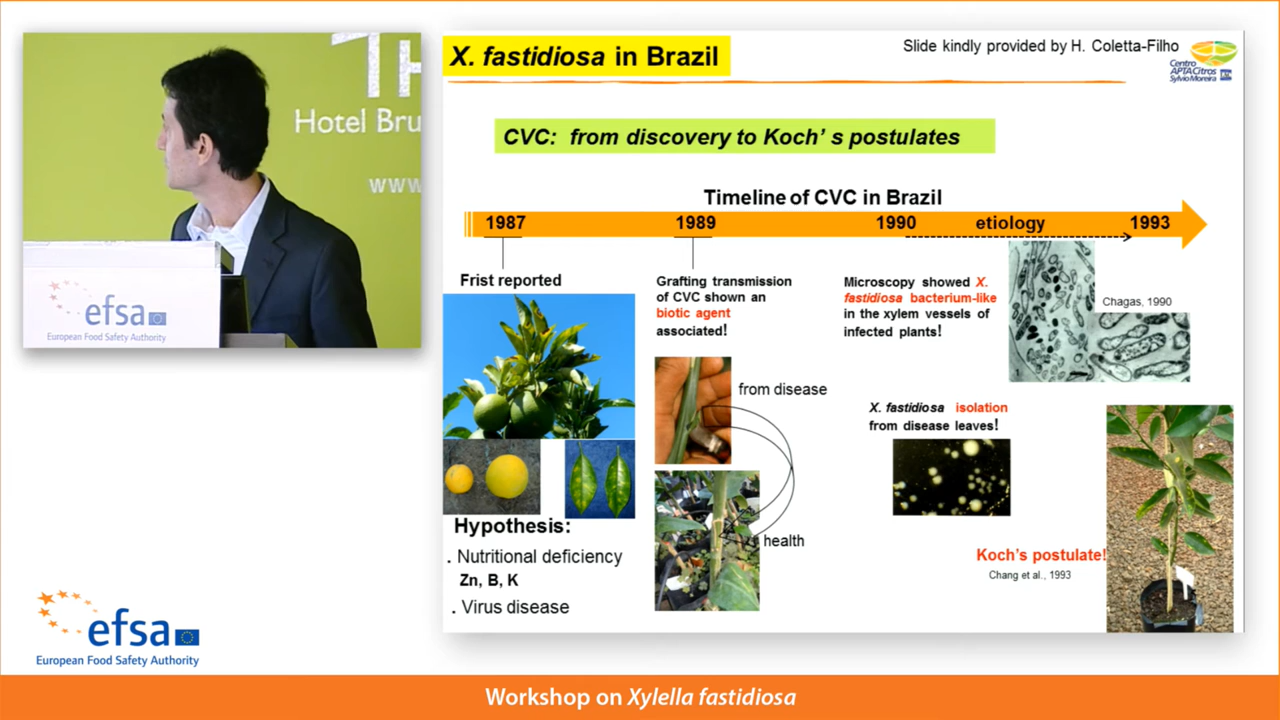 TH
Hotel Bru
www
efsa
European Food Safety Authority
X. fastidiosa in Brazil
Slide kindly provided by H. Coletta-Filho
Centro
APTACitros
Sylvio Moreira
CVC: from discovery to Koch' s postulates
Timeline of CVC in Brazil
1987
1989
1990
etiology
1993
Frist reported
Hypothesis:
. Nutritional deficiency
Zn, B, K
. Virus disease
Grafting transmission
of CVC shown an
biotic agent
associated!
from disease
health
Microscopy showed X.
fastidiosa bacterium-like
in the xylem vessels of
infected plants!
Chagas, 1990
X. fastidiosa isolation
from disease leaves!
Koch's postulate!
Chang et al., 1993
efsa
European Food Safety Authority
Workshop on Xylella fastidiosa